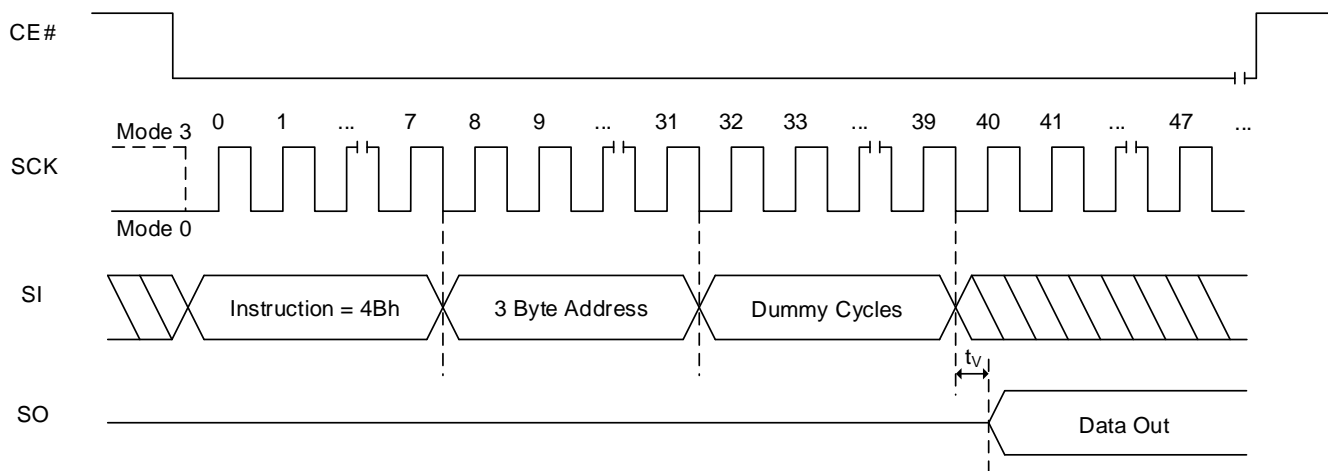 CE#
Mode 3 0 1 ... 7 8 9 ... 31 32 33 ... 39 40 41 ... 47 ...
SCK
Mode 0
SI Instruction = 4Bh 3 Byte Address Dummy Cycles
tV
SO Data Out